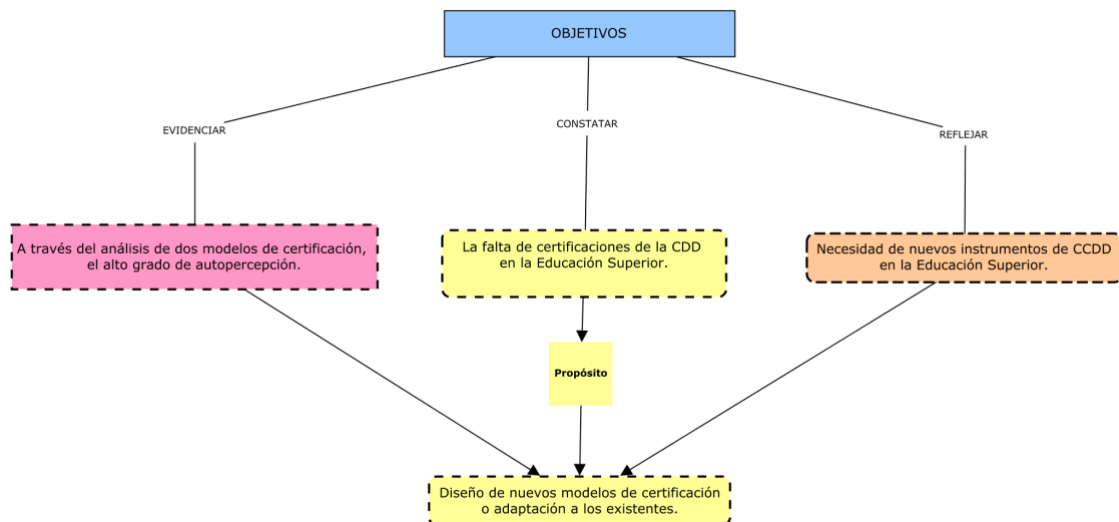 OBJETIVOS
EVIDENCIAR
CONSTATAR
REFLEJAR
A través del análisis de dos modelos de certificación,
el alto grado de autopercepción.
La falta de certificaciones de la CDD
en la Educación Superior.
Necesidad de nuevos instrumentos de CCDD
en la Educación Superior.
Propósito
Diseño de nuevos modelos de certificación
o adaptación a los existentes.